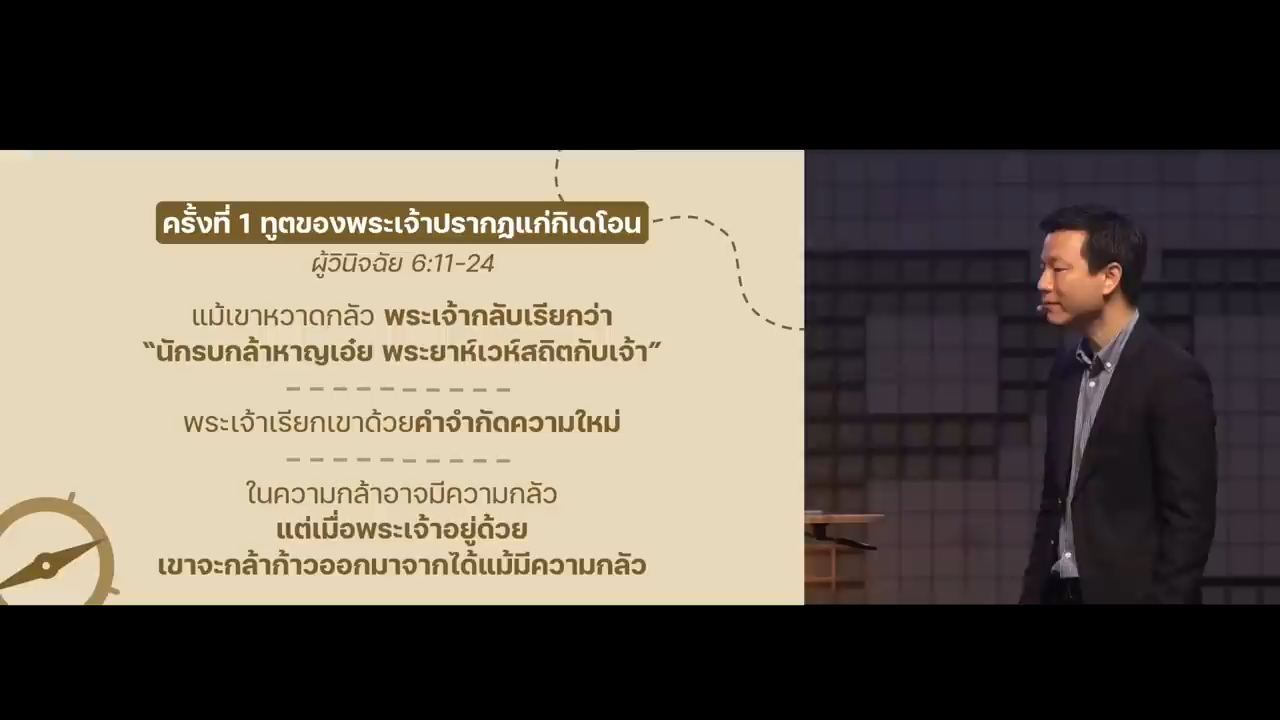 ครั้งที่ 1 ทูตของพระเจ้าปรากฏแก่กิเดโอน
ผู้วินิจฉัย 6:11-24
แม้เขาหวาดกลัว พระเจ้ากลับเรียกว่า
“นักรบกล้าหาญเอ๋ย พระยาห์เวห์สถิตกับเจ้า”
พระเจ้าเรียกเขาด้วยคำจำกัดความใหม่
ในความกล้าอาจมีความกลัว
แต่เมื่อพระเจ้าอยู่ด้วย
เขาจะกล้าก้าวออกมาจากได้แม้มีความกลัว